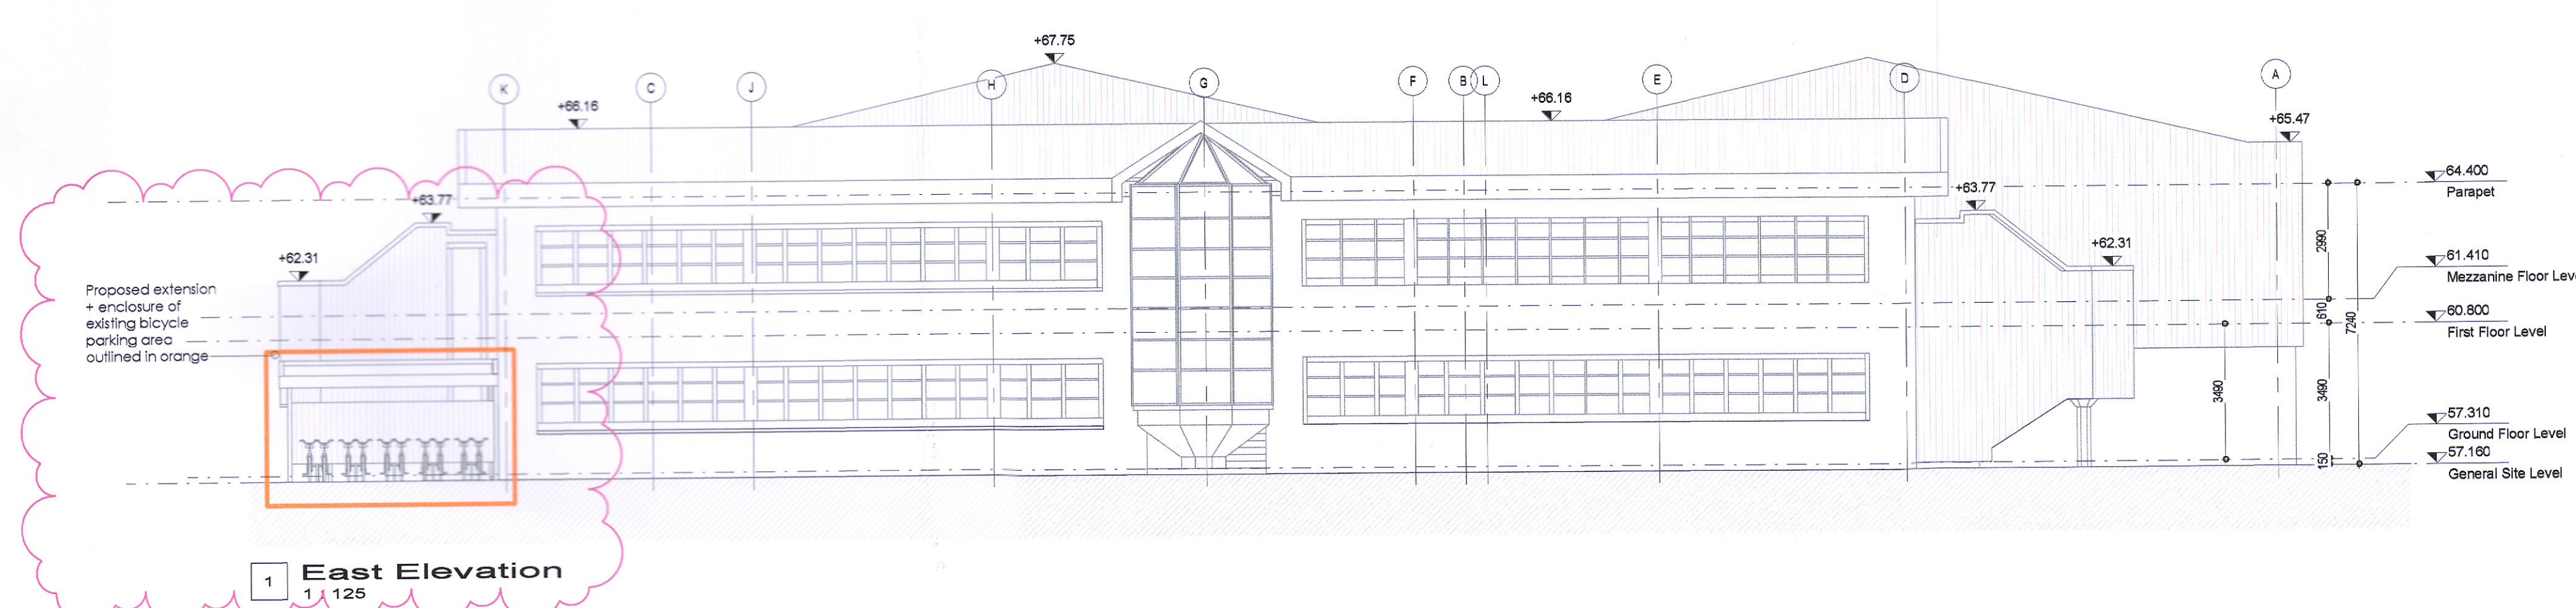 +67.75
K
C
J
H
G
F
B
L
E
D
A
+66.16
+66.16
+65.47
64.400
Parapet
+63.77
+63.77
+62.31
+62.31
Proposed extension
+ enclosure of
existing bicycle
parking area
outlined in orange
2990
61.410
Mezzanine Floor Leve
610
7240
60.800
First Floor Level
3490
3490
57.310
Ground Floor Level
150
57.160
General Site Level
1
East Elevation
1 : 125